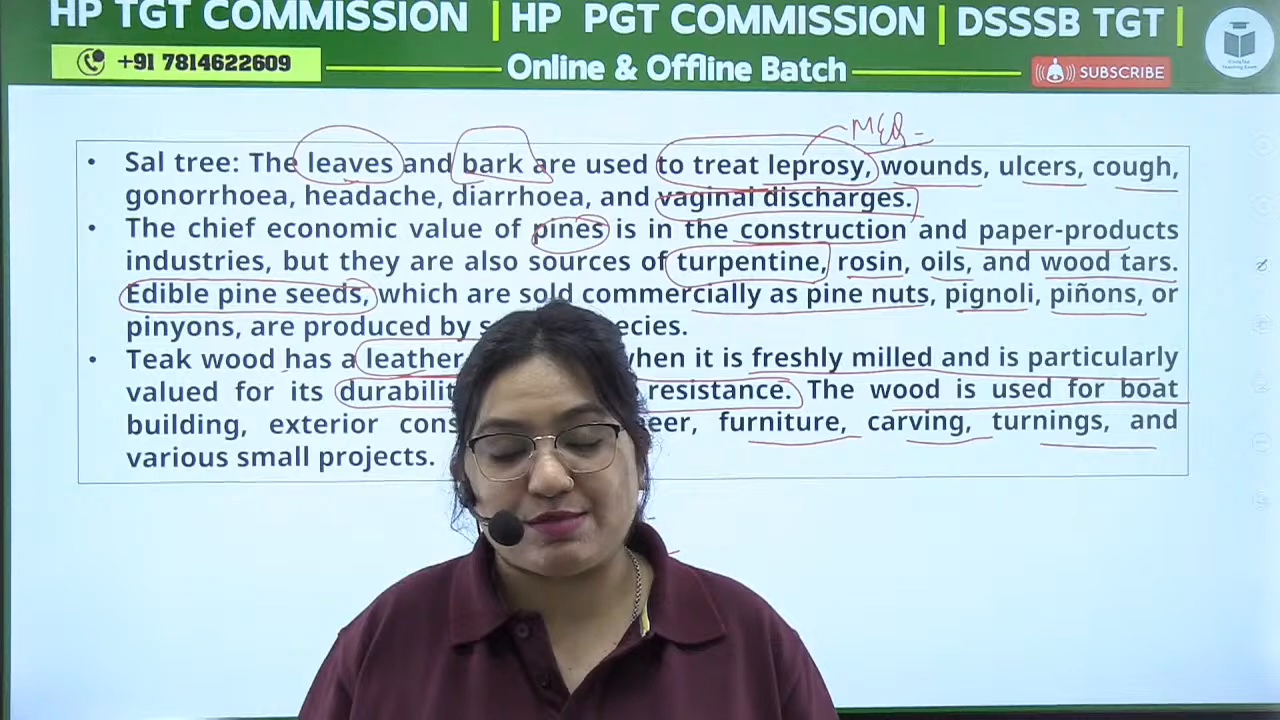 HP TGT COMMISSION | HP PGT COMMISSION | DSSSB TGT |
+91 7814622609
Online & Offline Batch
SUBSCRIBE
MCQ
• Sal tree: The leaves and bark are used to treat leprosy, wounds, ulcers, cough,
gonorrhoea, headache, diarrhoea, and vaginal discharges.
• The chief economic value of pines is in the construction and paper-products
industries, but they are also sources of turpentine, rosin, oils, and wood tars.
Edible pine seeds, which are sold commercially as pine nuts, pignoli, piñons, or
pinyons, are produced by
• Teak wood has a leather when it is freshly milled and is particularly
valued for its resistance. The wood is used for boat
building, exterior furniture, carving, turnings, and
various small projects.